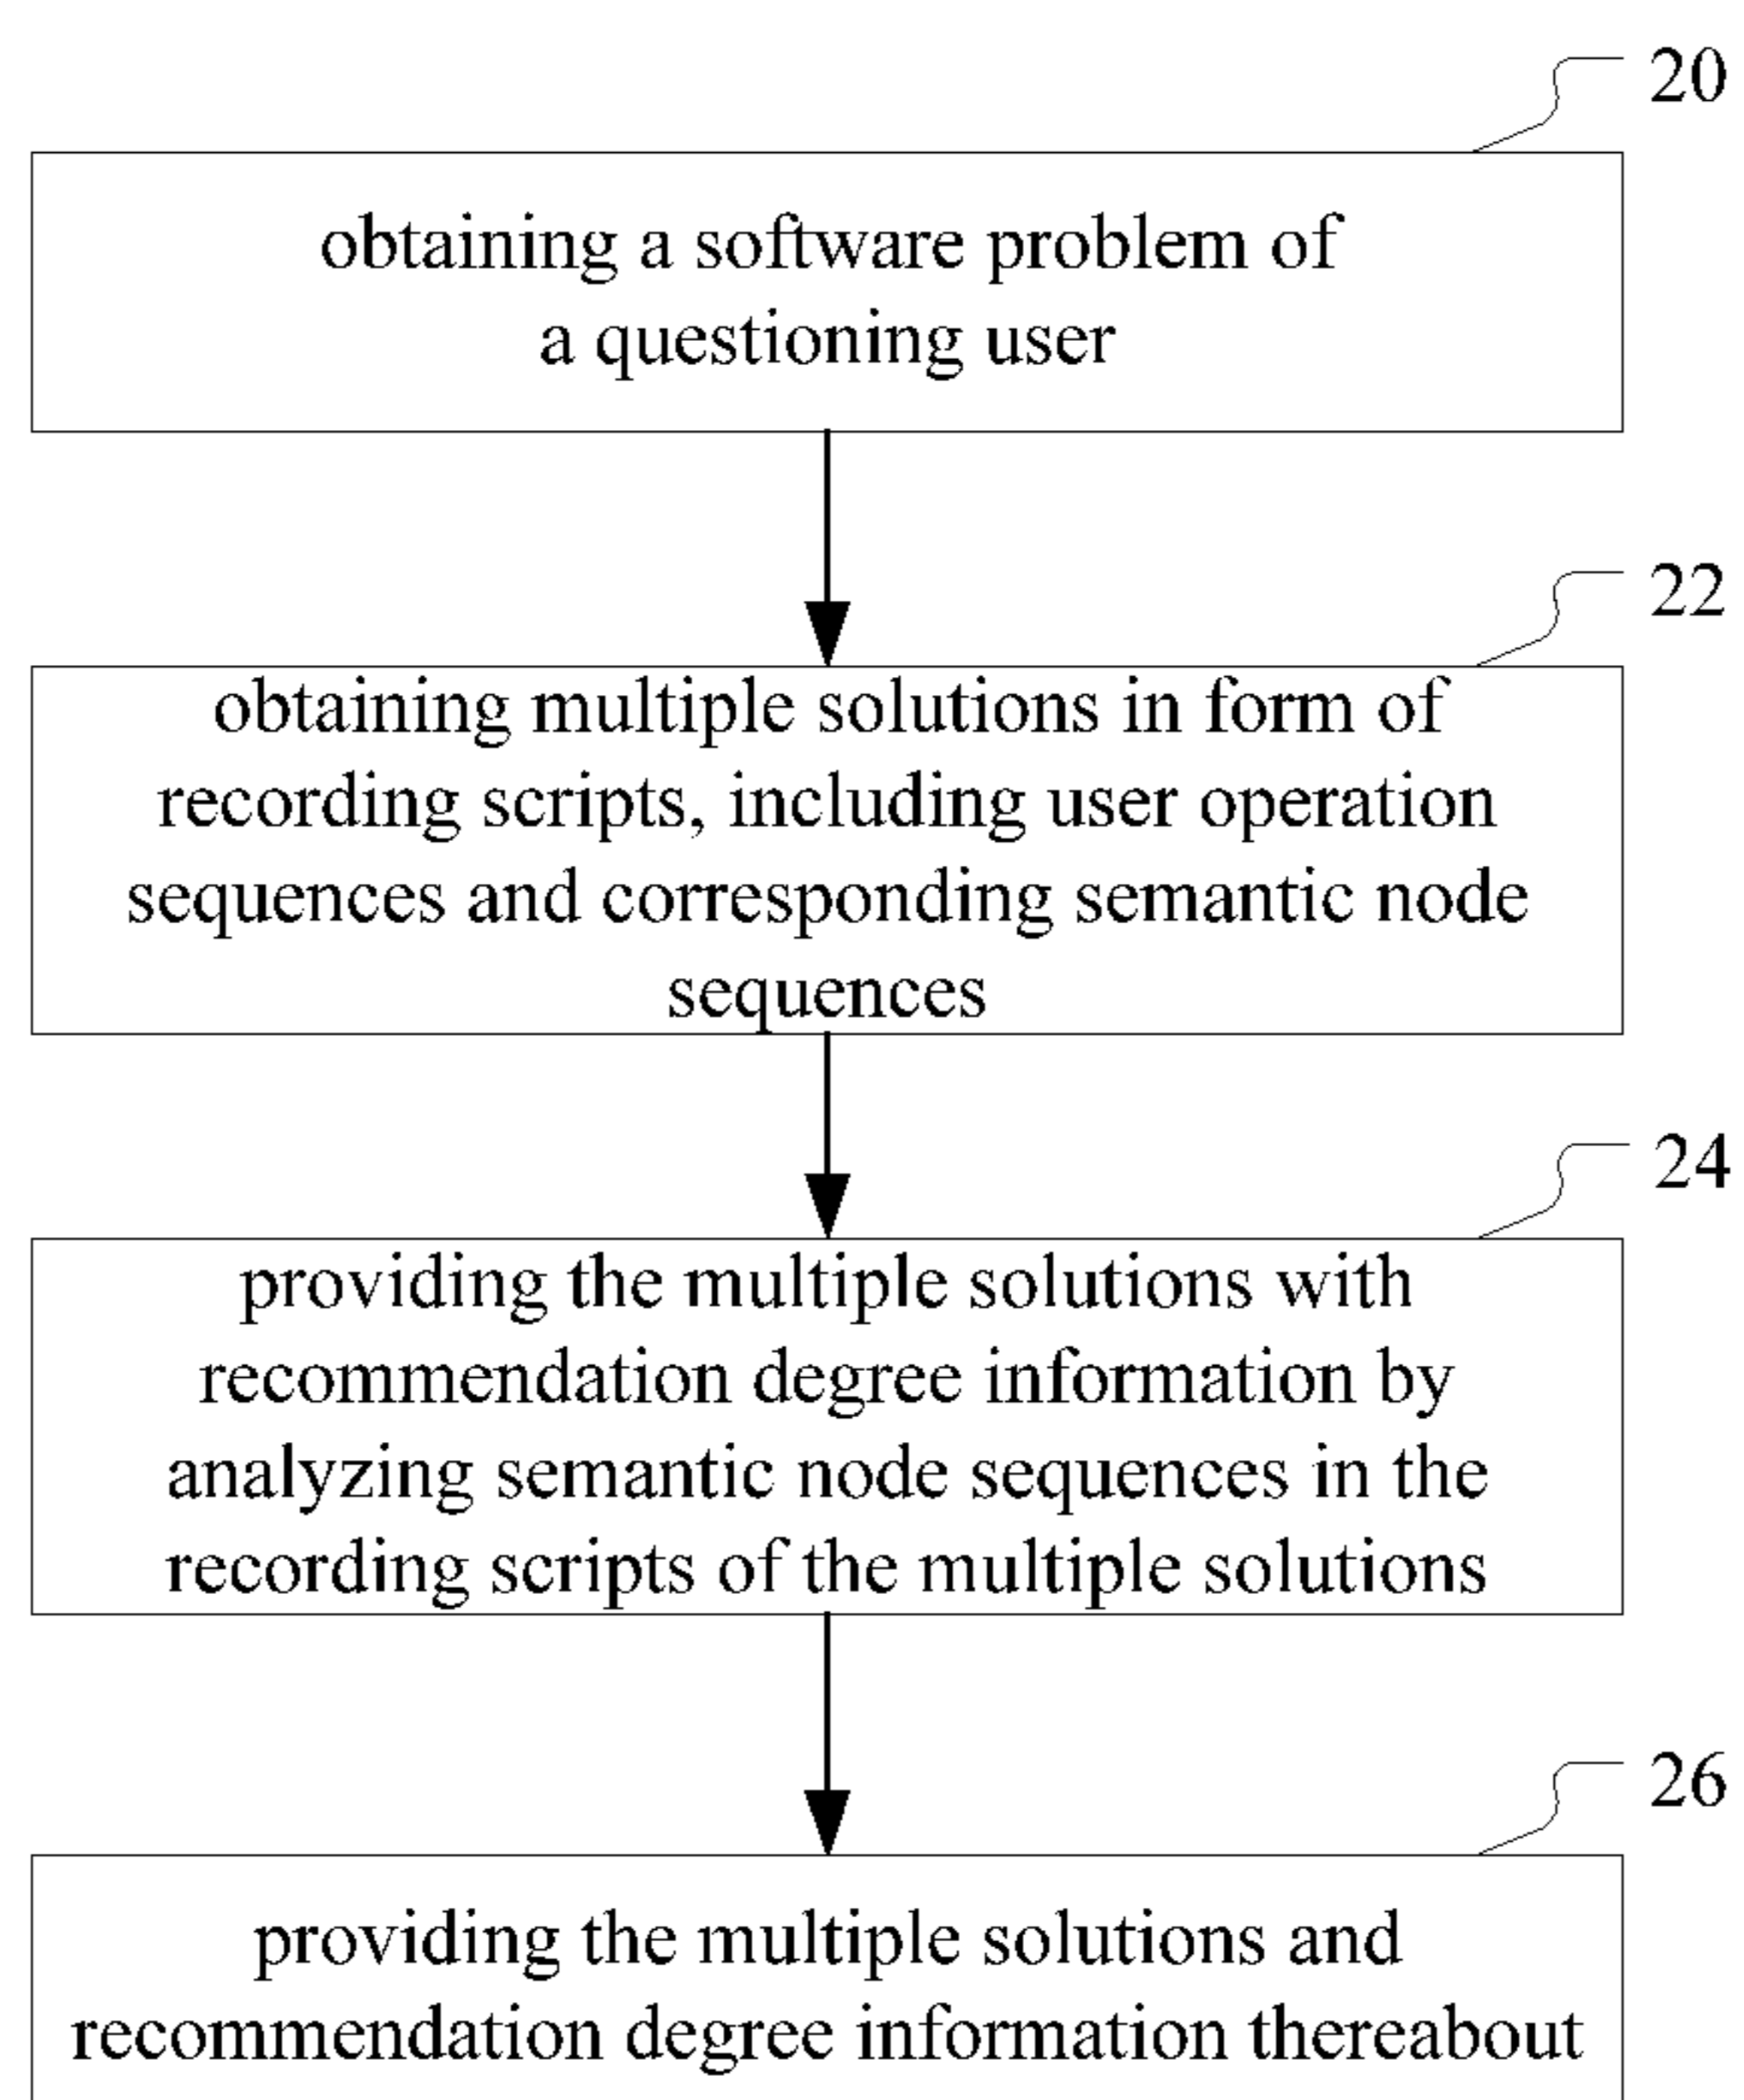 20
obtaining a software problem of
a questioning user
22
obtaining multiple solutions in form of
recording scripts, including user operation
sequences and corresponding semantic node
sequences
24
providing the multiple solutions with
recommendation degree information by
analyzing semantic node sequences in the
recording scripts of the multiple solutions
26
providing the multiple solutions and
recommendation degree information thereabout